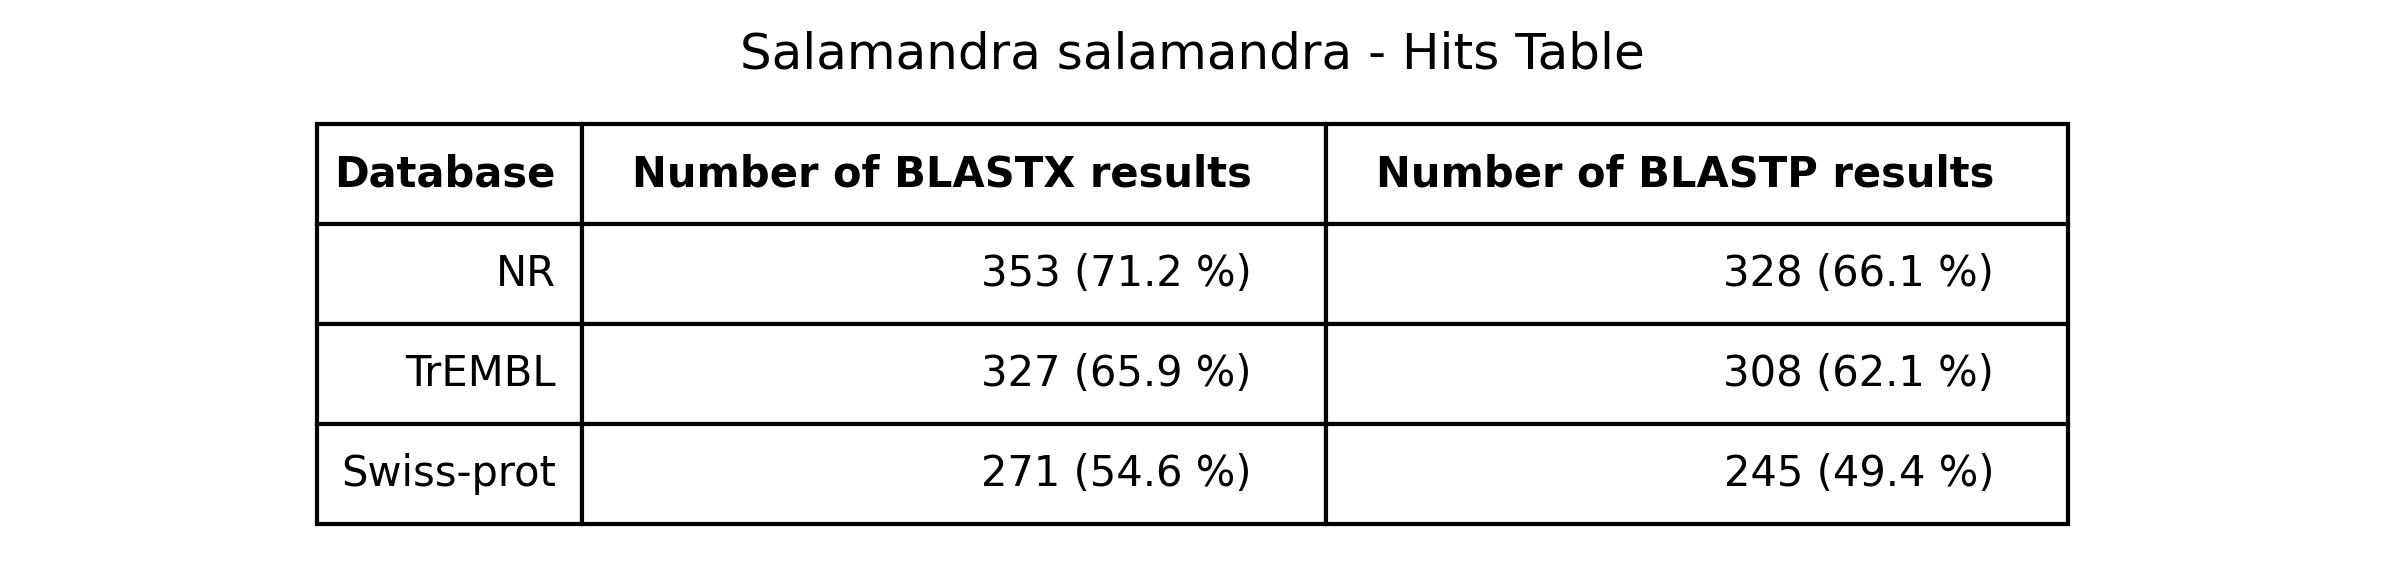 Salamandra salamandra - Hits Table
Database Number of BLASTX results Number of BLASTP results
NR 353 (71.2 %) 328 (66.1 %)
TrEMBL 327 (65.9 %) 308 (62.1 %)
Swiss-prot 271 (54.6 %) 245 (49.4 %)